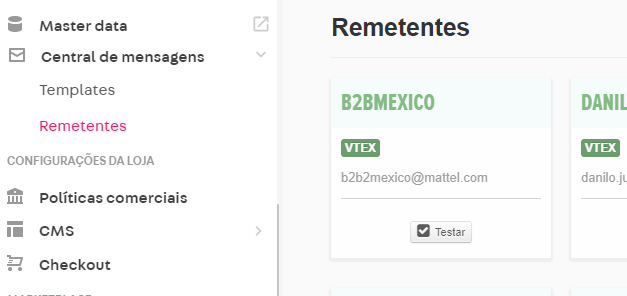 Master data
Central de mensagens
Templates
Remetentes
CONFIGURAÇÕES DA LOJA
Políticas comerciais
CMS
Checkout
Remetentes
B2BMEXICO
VTEX
b2b2mexico@mattel.com
Testar
DANIL
VTEX
danilo.ju